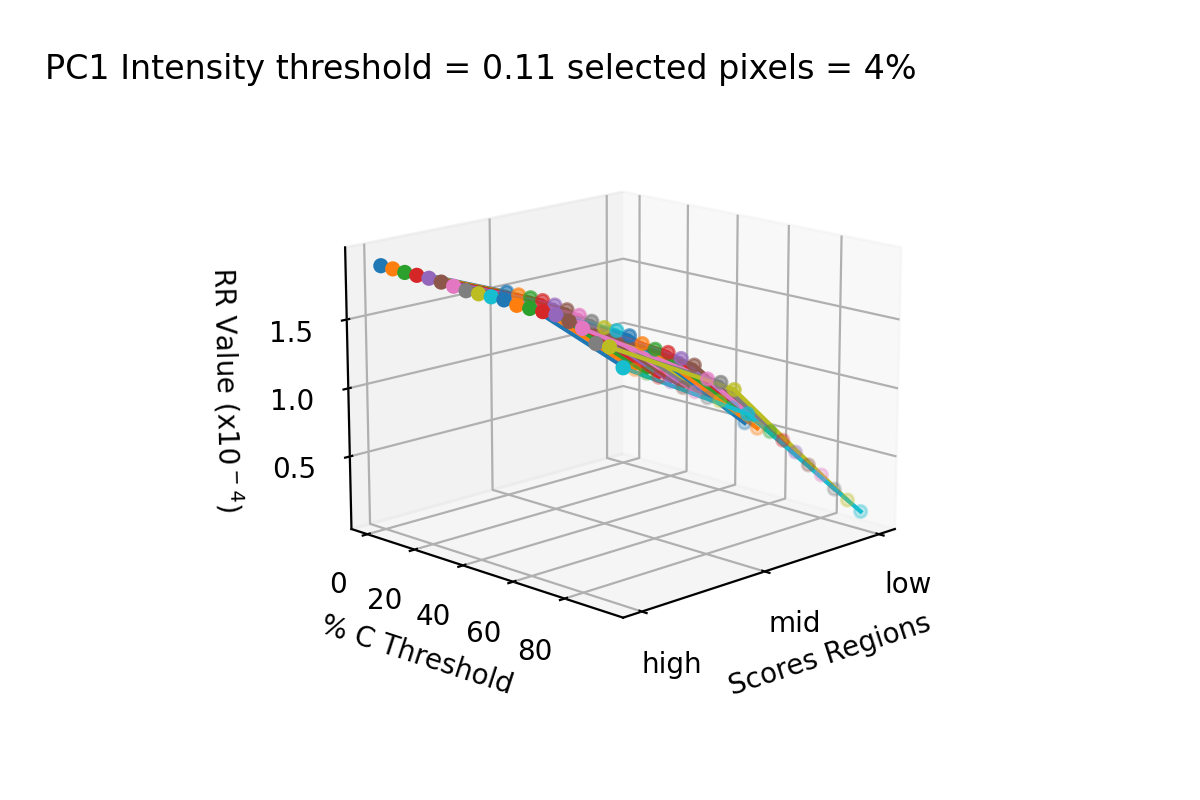 PC1 Intensity threshold = 0.11 selected pixels = 4%
RR Value (x10⁻⁴)
1.5
1.0
0.5
0
20
40
60
80
% C Threshold
high
mid
low
Scores Regions